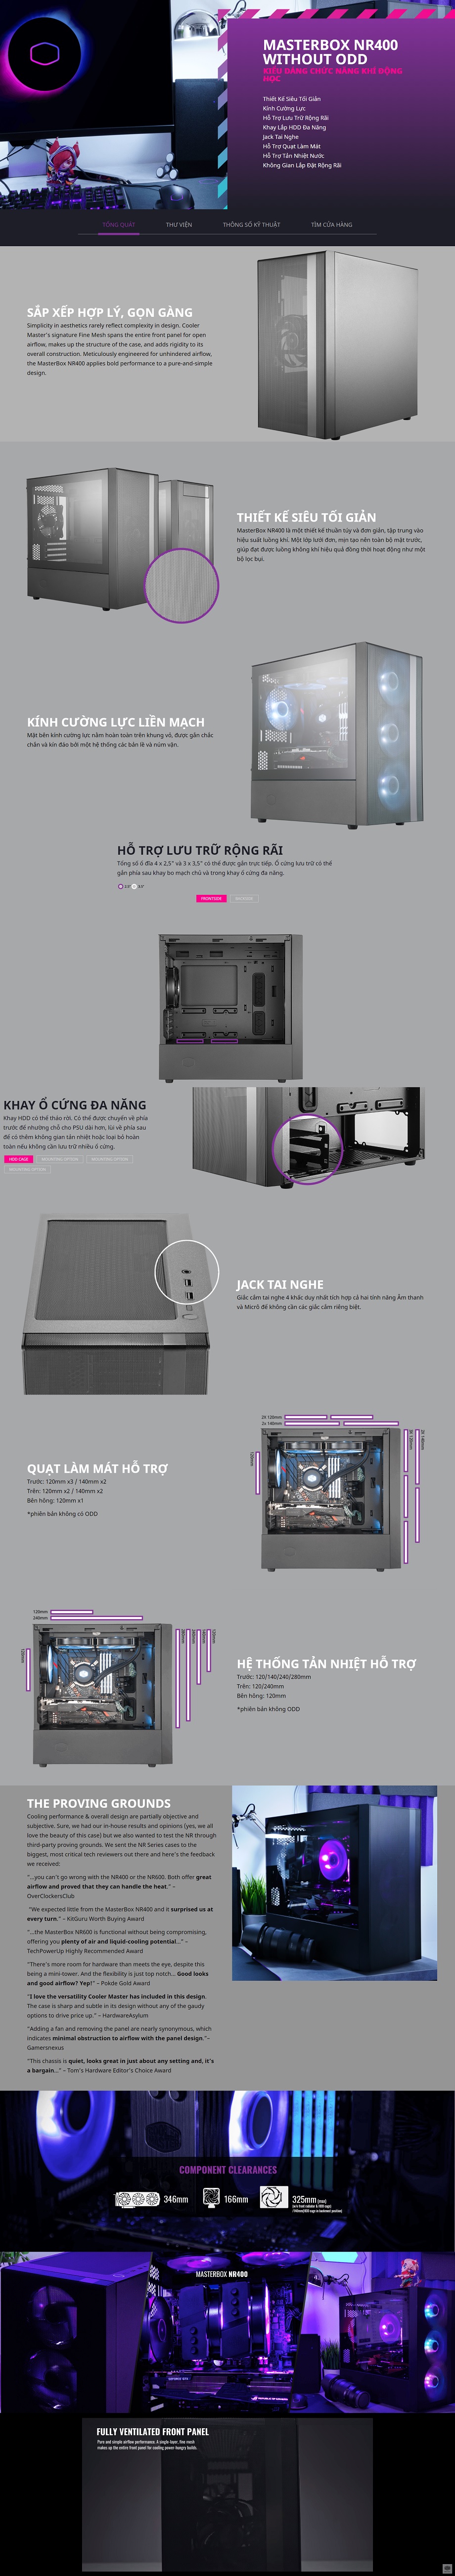 MASTERBOX NR400
WITHOUT ODD
KIỂU DÁNG CHỨC NĂNG KHÍ ĐỘNG
HỌC
Thiết Kế Siêu Tối Giản
Kính Cường Lực
Hỗ Trợ Lưu Trữ Rộng Rãi
Khay Lắp HDD Đa Năng
Jack Tai Nghe
Hỗ Trợ Quạt Làm Mát
Hỗ Trợ Tản Nhiệt Nước
Không Gian Lắp Đặt Rộng Rãi
TỔNG QUÁT
THƯ VIỆN
THÔNG SỐ KỸ THUẬT
TÌM CỬA HÀNG
SẮP XẾP HỢP LÝ, GỌN GÀNG
Simplicity in aesthetics rarely reflect complexity in design. Cooler
Master's signature Fine Mesh spans the entire front panel for open
airflow, makes up the structure of the case, and adds rigidity to its
overall construction. Meticulously engineered for unhindered airflow,
the MasterBox NR400 applies bold performance to a pure-and-simple
design.
THIẾT KẾ SIÊU TỐI GIẢN
MasterBox NR400 là một thiết kế thuần túy và đơn giản, tập trung vào
hiệu suất luồng khí. Một lớp lưới đơn, mịn tạo nên toàn bộ mặt trước,
giúp đạt được luồng không khí hiệu quả đồng thời hoạt động như một
bộ lọc bụi.
KÍNH CƯỜNG LỰC LIỀN MẠCH
Mặt bên kính cường lực nằm hoàn toàn trên khung vỏ, được gắn chắc
chắn và kín đáo bởi một hệ thống các bản lề và núm vặn.
HỖ TRỢ LƯU TRỮ RỘNG RÃI
Tổng số ổ đĩa 4 x 2,5" và 3 x 3,5" có thể được gắn trực tiếp. Ổ cứng lưu trữ có thể
gắn phía sau khay bo mạch chủ và trong khay ổ cứng đa năng.
2.5" 3.5"
FRONTSIDE
BACKSIDE
KHAY Ổ CỨNG ĐA NĂNG
Khay HDD có thể tháo rời. Có thể được chuyển về phía
trước để nhường chỗ cho PSU dài hơn, lùi về phía sau
để có thêm không gian tản nhiệt hoặc loại bỏ hoàn
toàn nếu không cần lưu trữ nhiều ổ cứng.
HDD CAGE
MOUNTING OPTION
MOUNTING OPTION
MOUNTING OPTION
JACK TAI NGHE
Giắc cắm tai nghe 4 khấc duy nhất tích hợp cả hai tính năng Âm thanh
và Micrô để không cần các giắc cắm riêng biệt.
2X 120mm
2x 140mm
120mm
3X 120mm
2X 140mm
QUẠT LÀM MÁT HỖ TRỢ
Trước: 120mm x3 / 140mm x2
Trên: 120mm x2 / 140mm x2
Bên hông: 120mm x1
*phiên bản không có ODD
120mm
240mm
120mm
280mm
240mm
140mm
120mm
HỆ THỐNG TẢN NHIỆT HỖ TRỢ
Trước: 120/140/240/280mm
Trên: 120/240mm
Bên hông: 120mm
*phiên bản không ODD
THE PROVING GROUNDS
Cooling performance & overall design are partially objective and
subjective. Sure, we had our in-house results and opinions (yes, we all
love the beauty of this case) but we also wanted to test the NR through
third-party proving grounds. We sent the NR Series cases to the
biggest, most critical tech reviewers out there and here's the feedback
we received:
"...you can't go wrong with the NR400 or the NR600. Both offer great
airflow and proved that they can handle the heat." –
OverClockersClub
"We expected little from the MasterBox NR400 and it surprised us at
every turn." – KitGuru Worth Buying Award
"...the MasterBox NR600 is functional without being compromising,
offering you plenty of air and liquid-cooling potential..." –
TechPowerUp Highly Recommended Award
"There's more room for hardware than meets the eye, despite this
being a mini-tower. And the flexibility is just top notch... Good looks
and good airflow? Yep!" – Pokde Gold Award
"I love the versatility Cooler Master has included in this design.
The case is sharp and subtle in its design without any of the gaudy
options to drive price up." – HardwareAsylum
"Adding a fan and removing the panel are nearly synonymous, which
indicates minimal obstruction to airflow with the panel design."–
Gamersnexus
"This chassis is quiet, looks great in just about any setting and, it's
a bargain..." – Tom's Hardware Editor's Choice Award
COMPONENT CLEARANCES
346mm
166mm
325mm (max)
MASTERBOX NR400
FULLY VENTILATED FRONT PANEL
Pure and simple airflow performance. A single-layer, fine mesh
makes up the entire front panel for cooling power-hungry builds.